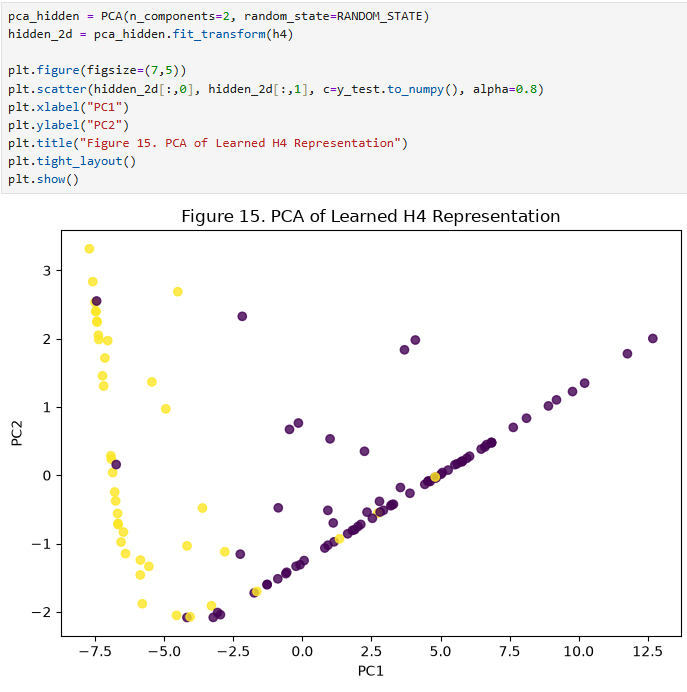 pca_hidden = PCA(n_components=2, random_state=RANDOM_STATE)
hidden_2d = pca_hidden.fit_transform(h4)
plt.figure(figsize=(7,5))
plt.scatter(hidden_2d[:,0], hidden_2d[:,1], c=y_test.to_numpy(), alpha=0.8)
plt.xlabel("PC1")
plt.ylabel("PC2")
plt.title("Figure 15. PCA of Learned H4 Representation")
plt.tight_layout()
plt.show()
Figure 15. PCA of Learned H4 Representation
3
2
1
0
−1
−2
PC2
−7.5 −5.0 −2.5 0.0 2.5 5.0 7.5 10.0 12.5
PC1